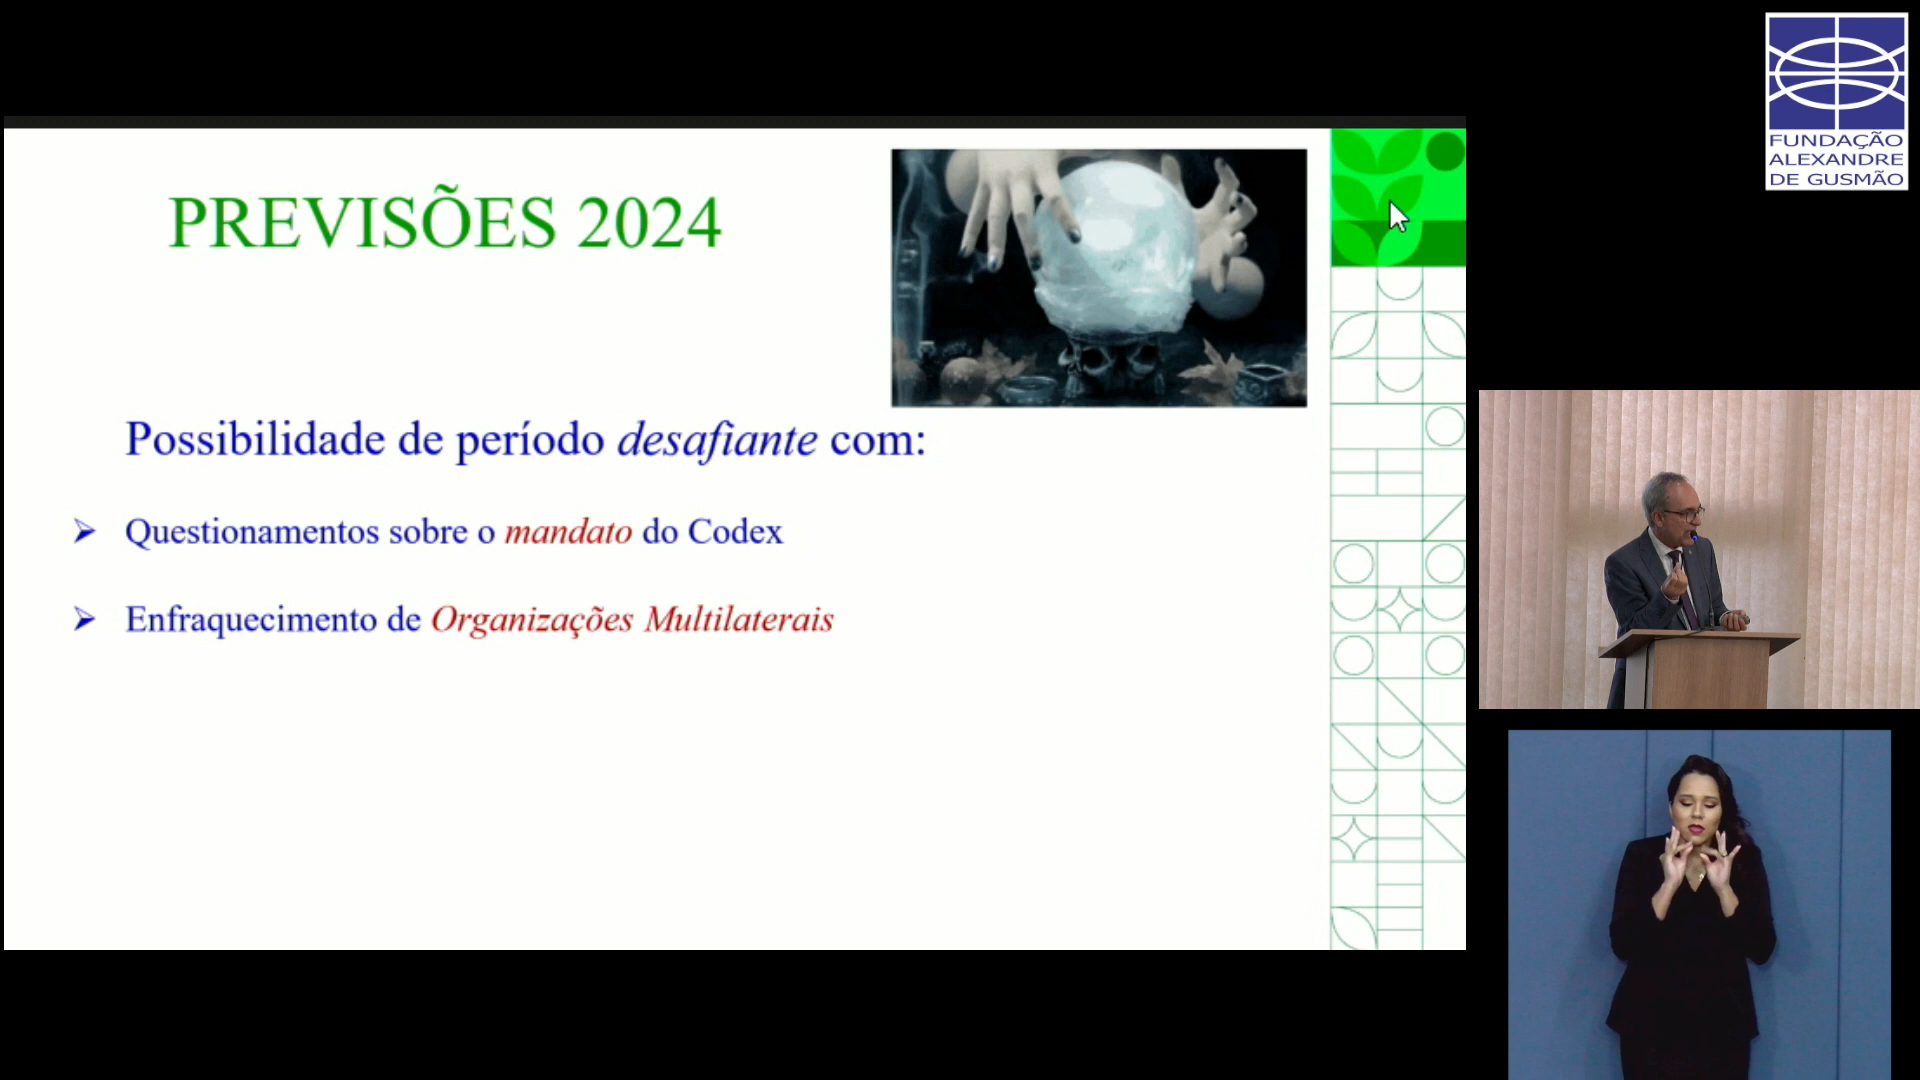 PREVISÕES 2024
Possibilidade de período desafiante com:
➢ Questionamentos sobre o mandato do Codex
➢ Enfraquecimento de Organizações Multilaterais
FUNDAÇÃO
ALEXANDRE
DE GUSMÃO